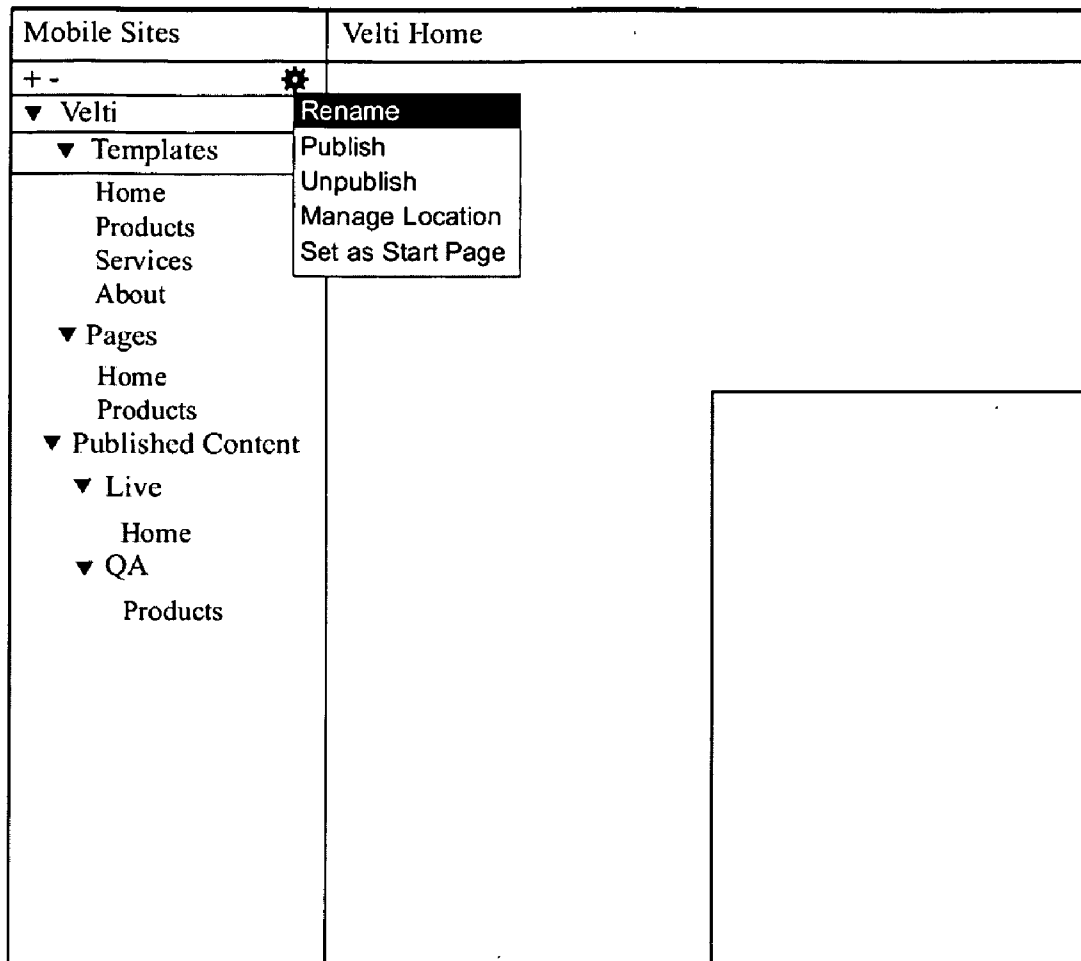 Mobile Sites
Velti Home
+ -
Velti
Rename
Templates
Publish
Unpublish
Manage Location
Set as Start Page
Home
Products
Services
About
Pages
Home
Products
Published Content
Live
Home
QA
Products